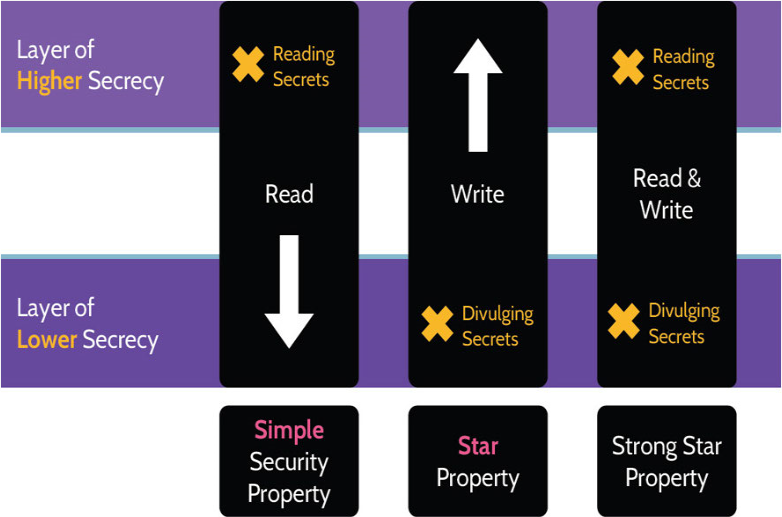 Layer of
Higher Secrecy
Reading
Secrets
Reading
Secrets
Read
Write
Read &
Write
Layer of
Lower Secrecy
Divulging
Secrets
Divulging
Secrets
Simple
Security
Property
Star
Property
Strong Star
Property